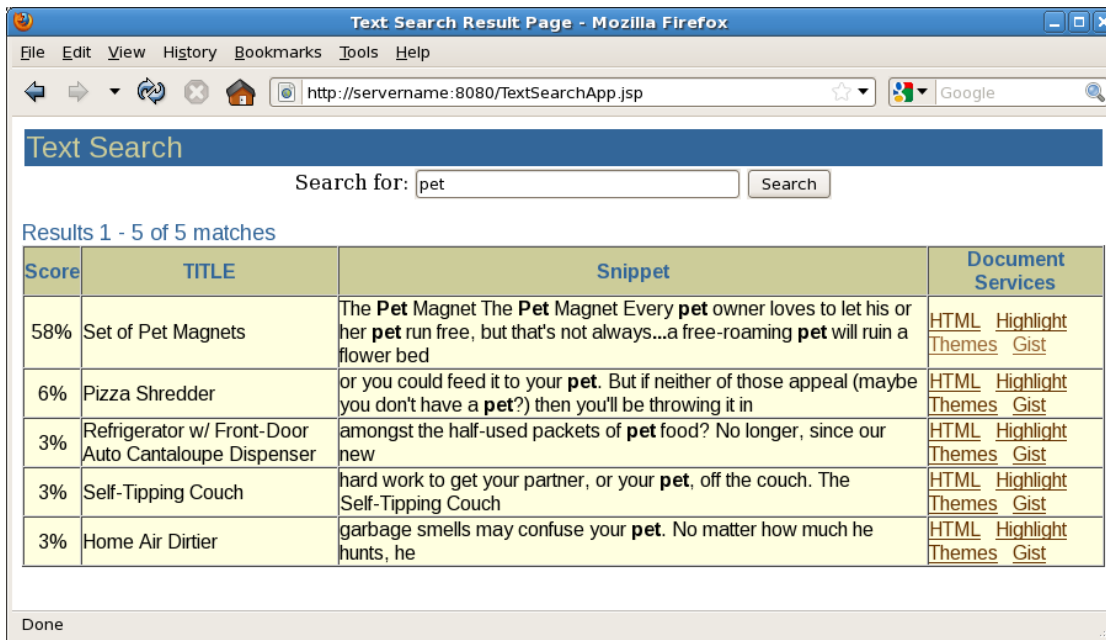 Text Search Result Page - Mozilla Firefox
File Edit View History Bookmarks Tools Help
http://servername:8080/TextSearchApp.jsp Google
Text Search
Search for: pet Search
Results 1 - 5 of 5 matches
Score TITLE Snippet Document Services
58% Set of Pet Magnets
The Pet Magnet The Pet Magnet Every pet owner loves to let his or
her pet run free, but that's not always...a free-roaming pet will ruin a
flower bed
HTML Highlight
Themes Gist
6% Pizza Shredder
or you could feed it to your pet. But if neither of those appeal (maybe
you don't have a pet?) then you'll be throwing it in
HTML Highlight
Themes Gist
3% Refrigerator w/ Front-Door
Auto Cantaloupe Dispenser
amongst the half-used packets of pet food? No longer, since our
new
HTML Highlight
Themes Gist
3% Self-Tipping Couch
hard work to get your partner, or your pet, off the couch. The
Self-Tipping Couch
HTML Highlight
Themes Gist
3% Home Air Dirtier
garbage smells may confuse your pet. No matter how much he
hunts, he
HTML Highlight
Themes Gist
Done